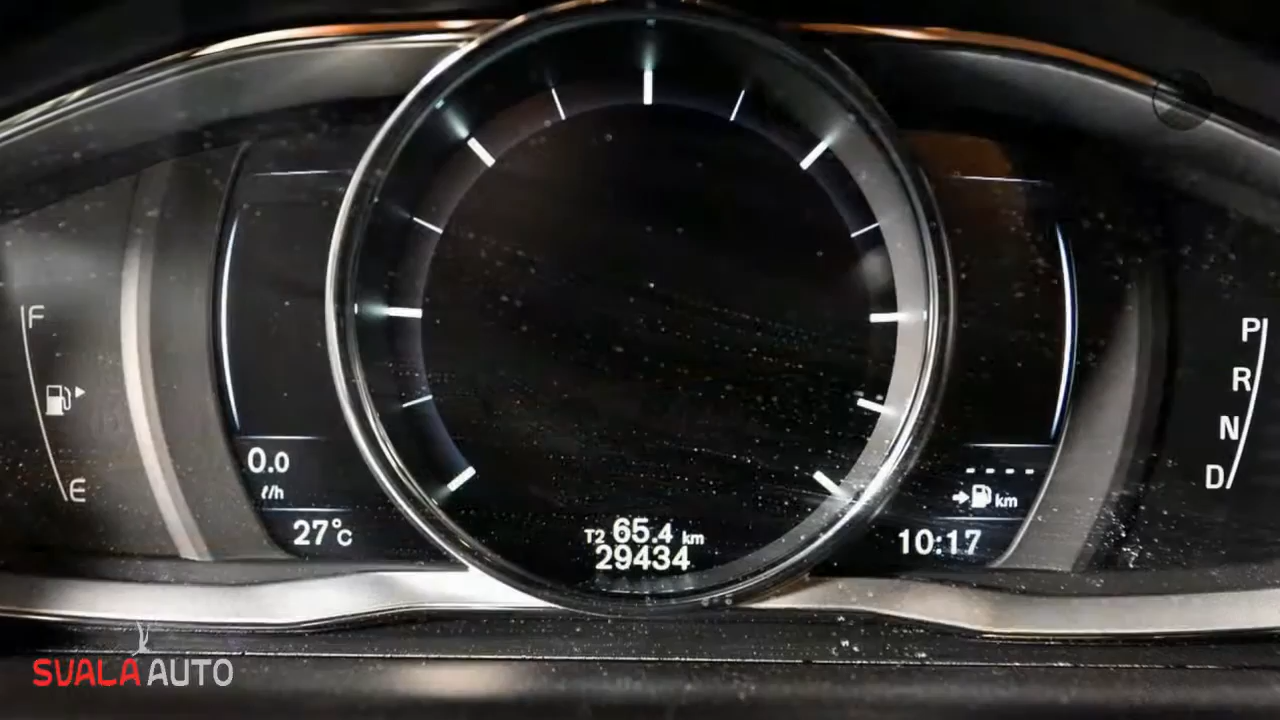 F
E
0.0
ℓ/h
27°C
T2 65.4 km
29434
---- 
km
10:17
P
R
N
D
SVALA AUTO